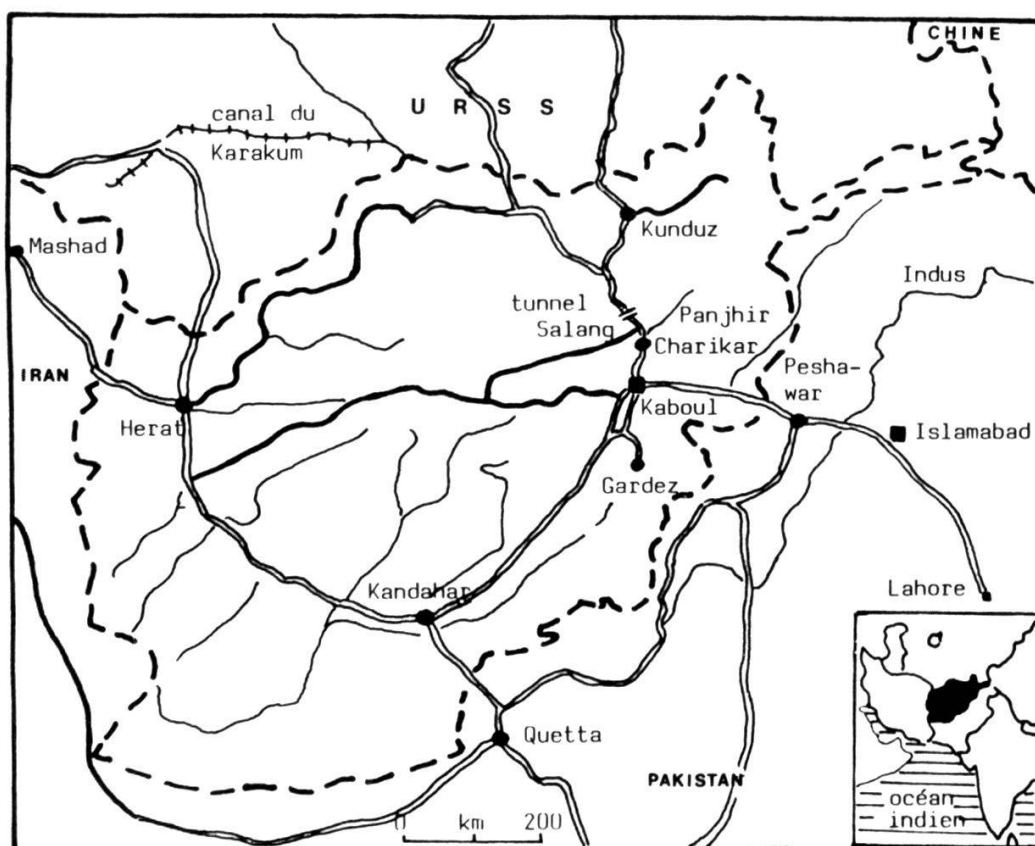 CHINE
URSS
canal du
Karakum
Mashad
Kunduz
Indus
tunnel
Salang
Panjhir
Charikar
Pesha-
war
IRAN
Herat
Kaboul
Islamabad
Gardez
Kandahar
Lahore
Quetta
PAKISTAN
0 km 200
océan
indien